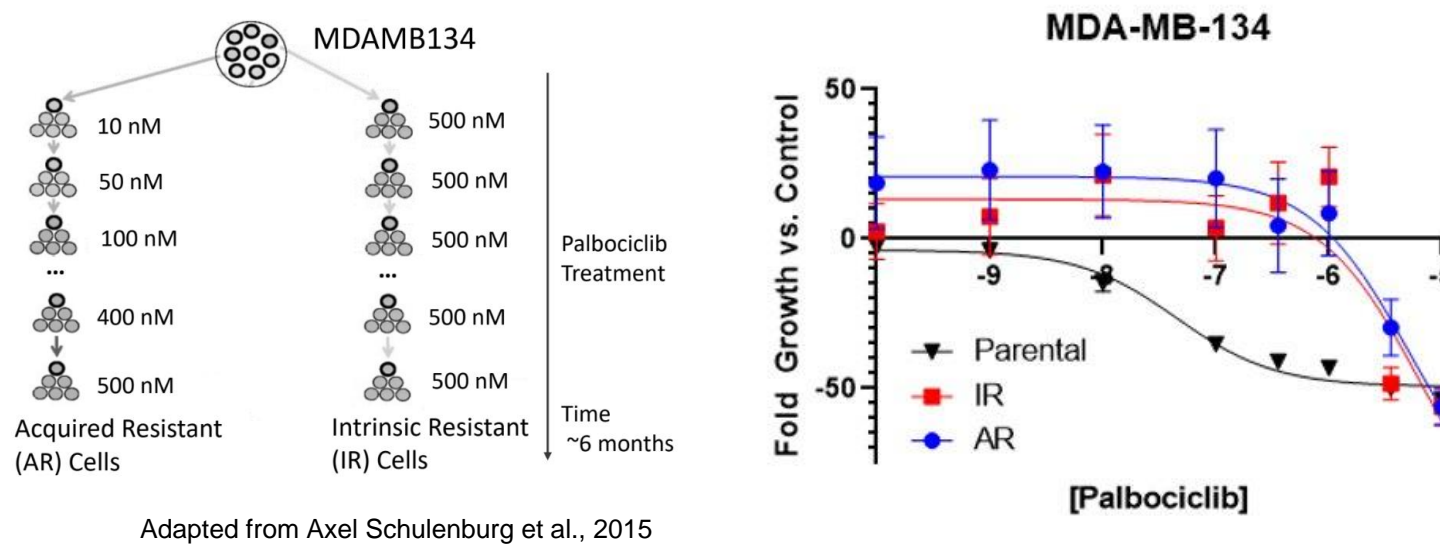 MDAMB134
10 nM
50 nM
100 nM
...
400 nM
500 nM
Acquired Resistant
(AR) Cells
500 nM
500 nM
500 nM
...
500 nM
500 nM
Intrinsic Resistant
(IR) Cells
Palbociclib
Treatment
Time
~6 months
Adapted from Axel Schulenburg et al., 2015
MDA-MB-134
Fold Growth vs. Control
50
0
-50
-9
-8
-7
-6
Parental
IR
AR
[Palbociclib]